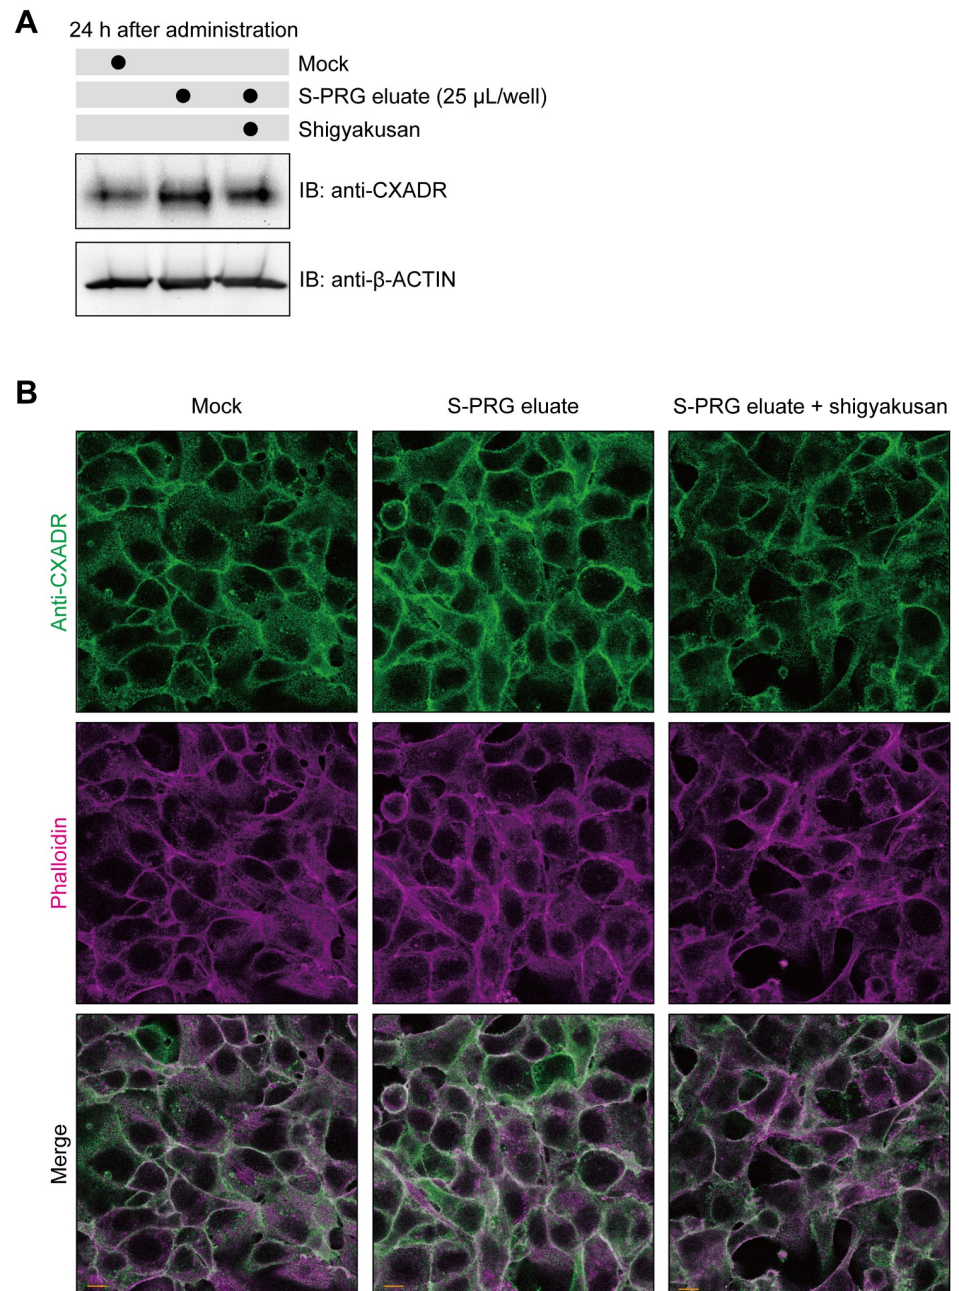 A
24 h after administration
Mock
S-PRG eluate (25 µL/well)
Shigyakusan
IB: anti-CXADR
IB: anti-β-ACTIN
B
Mock
S-PRG eluate
S-PRG eluate + shigyakusan
Anti-CXADR
Phalloidin
Merge